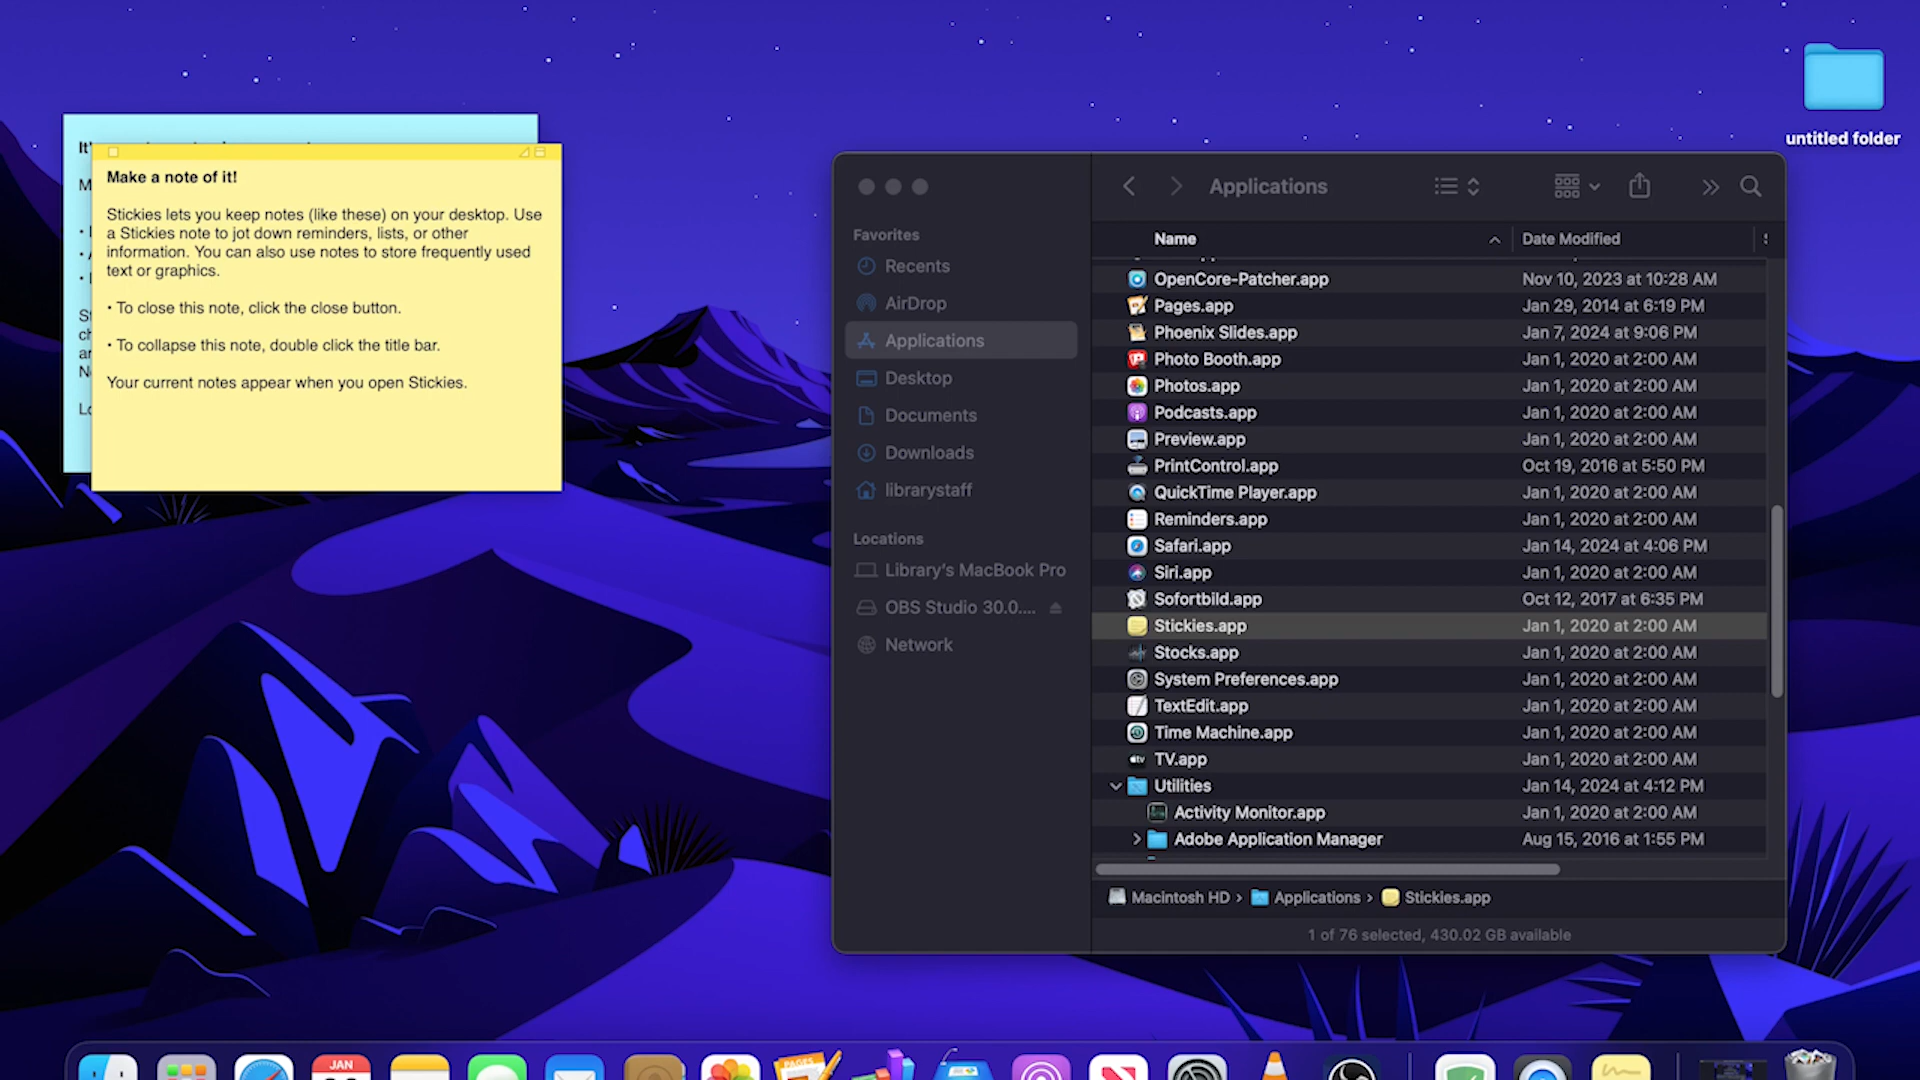 untitled folder
It's
M
Make a note of it!
Stickies lets you keep notes (like these) on your desktop. Use
a Stickies note to jot down reminders, lists, or other
information. You can also use notes to store frequently used
text or graphics.
• To close this note, click the close button.
• To collapse this note, double click the title bar.
Your current notes appear when you open Stickies.
Applications
Favorites
Recents
AirDrop
Applications
Desktop
Documents
Downloads
librarystaff
Locations
Library's MacBook Pro
OBS Studio 30.0....
Network
Name Date Modified
OpenCore-Patcher.app Nov 10, 2023 at 10:28 AM
Pages.app Jan 29, 2014 at 6:19 PM
Phoenix Slides.app Jan 7, 2024 at 9:06 PM
Photo Booth.app Jan 1, 2020 at 2:00 AM
Photos.app Jan 1, 2020 at 2:00 AM
Podcasts.app Jan 1, 2020 at 2:00 AM
Preview.app Jan 1, 2020 at 2:00 AM
PrintControl.app Oct 19, 2016 at 5:50 PM
QuickTime Player.app Jan 1, 2020 at 2:00 AM
Reminders.app Jan 1, 2020 at 2:00 AM
Safari.app Jan 14, 2024 at 4:06 PM
Siri.app Jan 1, 2020 at 2:00 AM
Sofortbild.app Oct 12, 2017 at 6:35 PM
Stickies.app Jan 1, 2020 at 2:00 AM
Stocks.app Jan 1, 2020 at 2:00 AM
System Preferences.app Jan 1, 2020 at 2:00 AM
TextEdit.app Jan 1, 2020 at 2:00 AM
Time Machine.app Jan 1, 2020 at 2:00 AM
TV.app Jan 1, 2020 at 2:00 AM
Utilities Jan 14, 2024 at 4:12 PM
Activity Monitor.app Jan 1, 2020 at 2:00 AM
Adobe Application Manager Aug 15, 2016 at 1:55 PM
Macintosh HD › Applications › Stickies.app
1 of 76 selected, 430.02 GB available
JAN
PAGES